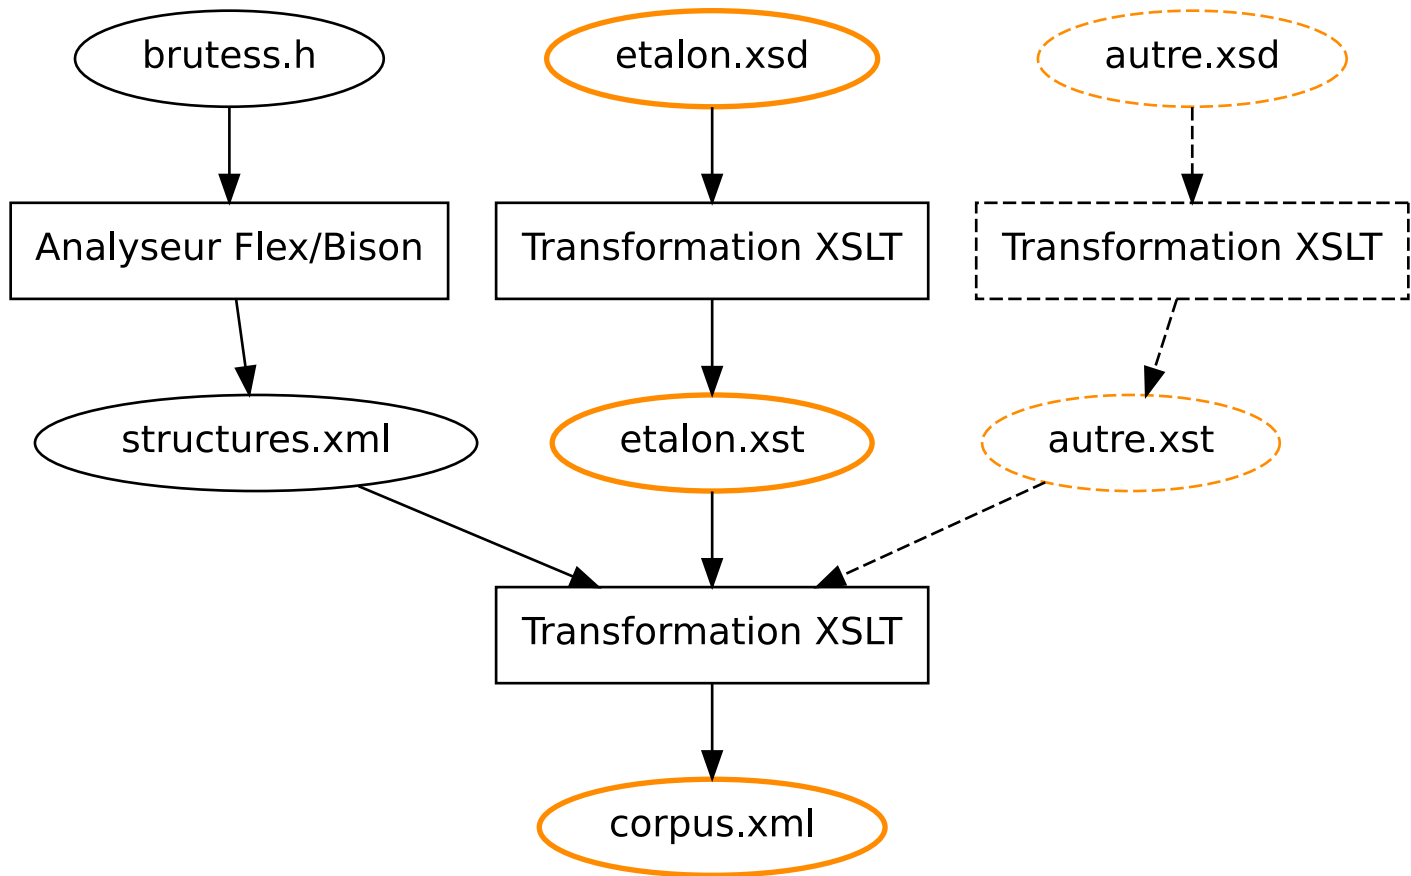 brutess.h
etalon.xsd
autre.xsd
Analyseur Flex/Bison
Transformation XSLT
Transformation XSLT
structures.xml
etalon.xst
autre.xst
Transformation XSLT
corpus.xml